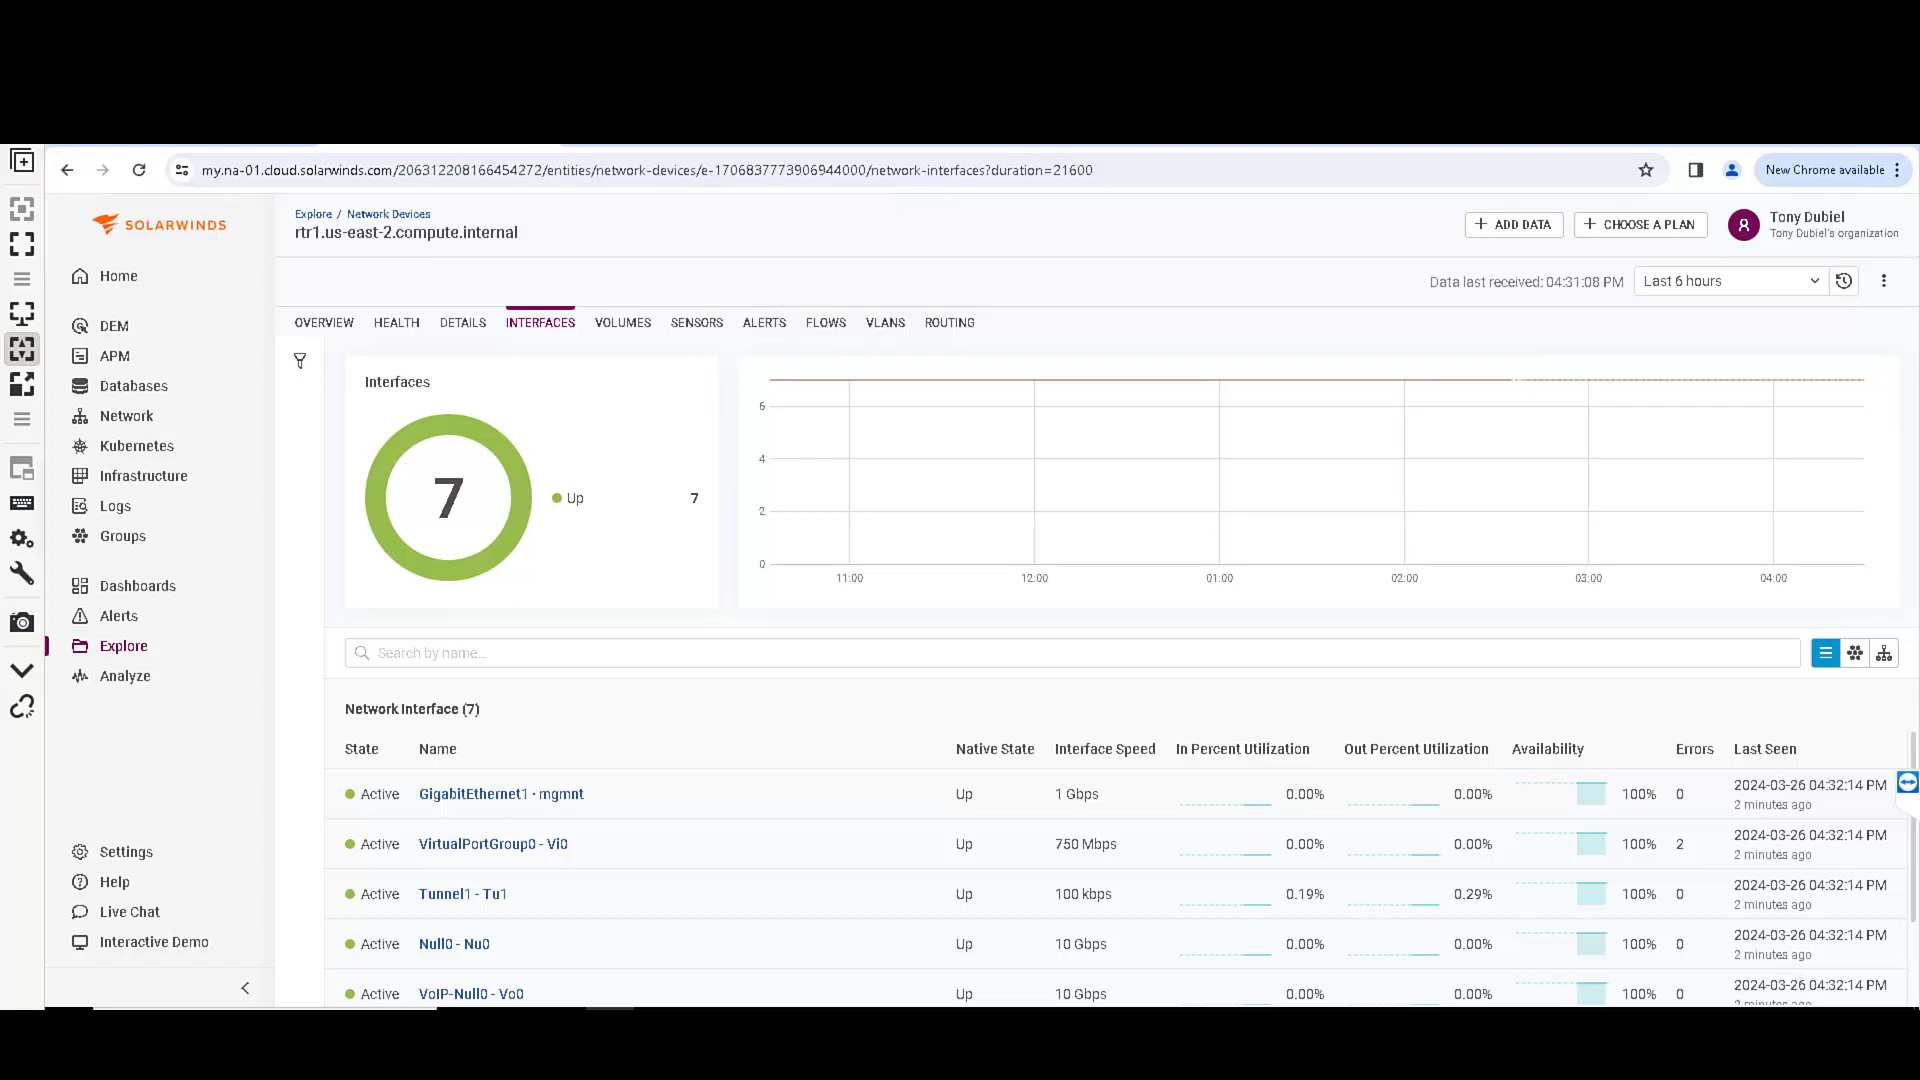 my.na-01.cloud.solarwinds.com/206312208166454272/entities/network-devices/e-1706837773906944000/network-interfaces?duration=21600
New Chrome available
SOLARWINDS
Home
DEM
APM
Databases
Network
Kubernetes
Infrastructure
Logs
Groups
Dashboards
Alerts
Explore
Analyze
Settings
Help
Live Chat
Interactive Demo
Explore / Network Devices
rtr1.us-east-2.compute.internal
ADD DATA
CHOOSE A PLAN
Tony Dubiel
Tony Dubiel's organization
Data last received: 04:31:08 PM
Last 6 hours
OVERVIEW HEALTH DETAILS INTERFACES VOLUMES SENSORS ALERTS FLOWS VLANS ROUTING
Interfaces
7
Up 7
6
4
2
0
11:00 12:00 01:00 02:00 03:00 04:00
Search by name...
Network Interface (7)
State Name Native State Interface Speed In Percent Utilization Out Percent Utilization Availability Errors Last Seen
Active GigabitEthernet1 · mgmnt Up 1 Gbps 0.00% 0.00% 100% 0 2024-03-26 04:32:14 PM
2 minutes ago
Active VirtualPortGroup0 - Vi0 Up 750 Mbps 0.00% 0.00% 100% 2 2024-03-26 04:32:14 PM
2 minutes ago
Active Tunnel1 - Tu1 Up 100 kbps 0.19% 0.29% 100% 0 2024-03-26 04:32:14 PM
2 minutes ago
Active Null0 - Nu0 Up 10 Gbps 0.00% 0.00% 100% 0 2024-03-26 04:32:14 PM
2 minutes ago
Active VoIP-Null0 - Vo0 Up 10 Gbps 0.00% 0.00% 100% 0 2024-03-26 04:32:14 PM
2 minutes ago